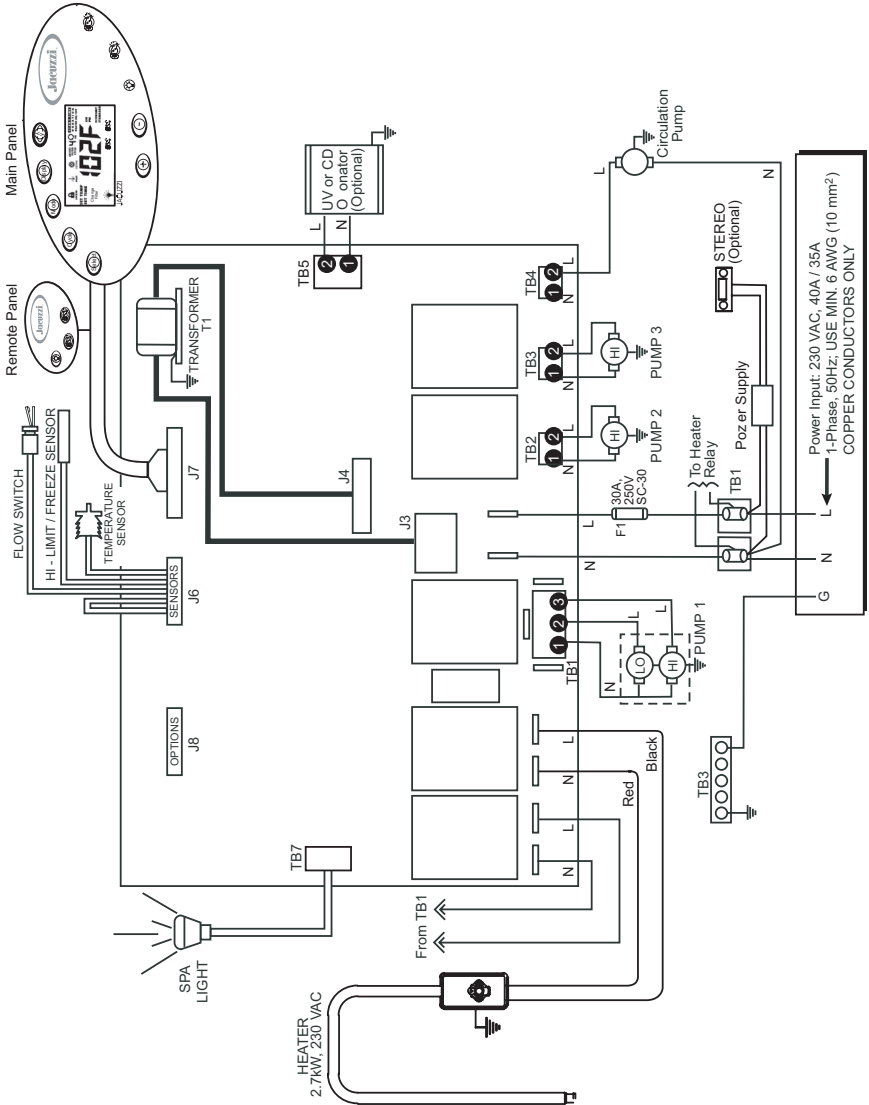 Main Panel
Jacuzzi
102F
SET TEMP
SET TIME
JACUZZI
Remote Panel
Jacuzzi
FLOW SWITCH
HI - LIMIT / FREEZE SENSOR
TEMPERATURE
SENSOR
SENSORS
J6
J7
TRANSFORMER
T1
TB5
2
1
L
N
UV or CD
O onator
(Optional)
OPTIONS
J8
J4
J3
SPA
LIGHT
TB7
TB4
1
2
N
L
Circulation
Pump
L
N
TB3
1
2
N
L
HI
PUMP 3
TB2
1
2
N
L
HI
PUMP 2
TB1
1
2
3
N
L
L
LO
HI
PUMP 1
N
L
F1
30A,
250V
SC-30
To Heater
Relay
TB1
Poz er Supply
STEREO
(Optional)
N
L
N
L
Red
Black
From TB1
HEATER
2.7kW, 230 VAC
TB3
G
N
L
Power Input: 230 VAC, 40A / 35A
1-Phase, 50Hz; USE MIN. 6 AWG (10 mm²)
COPPER CONDUCTORS ONLY